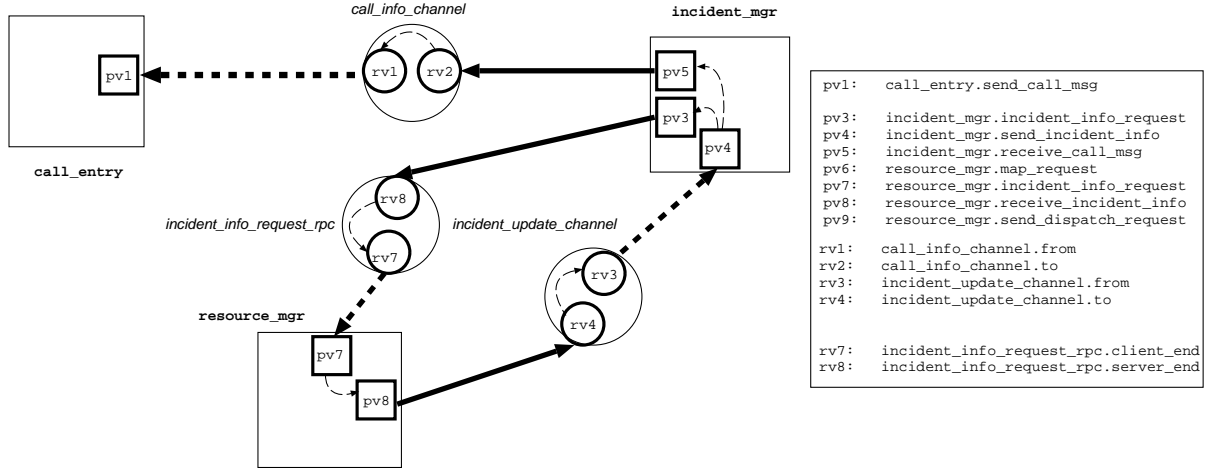 call_info_channel
incident_mgr
pv1
rv1
rv2
pv5
pv3
pv4
call_entry
rv8
incident_info_request_rpc
incident_update_channel
rv7
rv3
resource_mgr
rv4
pv7
pv8
pv1: call_entry.send_call_msg
pv3: incident_mgr.incident_info_request
pv4: incident_mgr.send_incident_info
pv5: incident_mgr.receive_call_msg
pv6: resource_mgr.map_request
pv7: resource_mgr.incident_info_request
pv8: resource_mgr.receive_incident_info
pv9: resource_mgr.send_dispatch_request
rv1: call_info_channel.from
rv2: call_info_channel.to
rv3: incident_update_channel.from
rv4: incident_update_channel.to
rv7: incident_info_request_rpc.client_end
rv8: incident_info_request_rpc.server_end